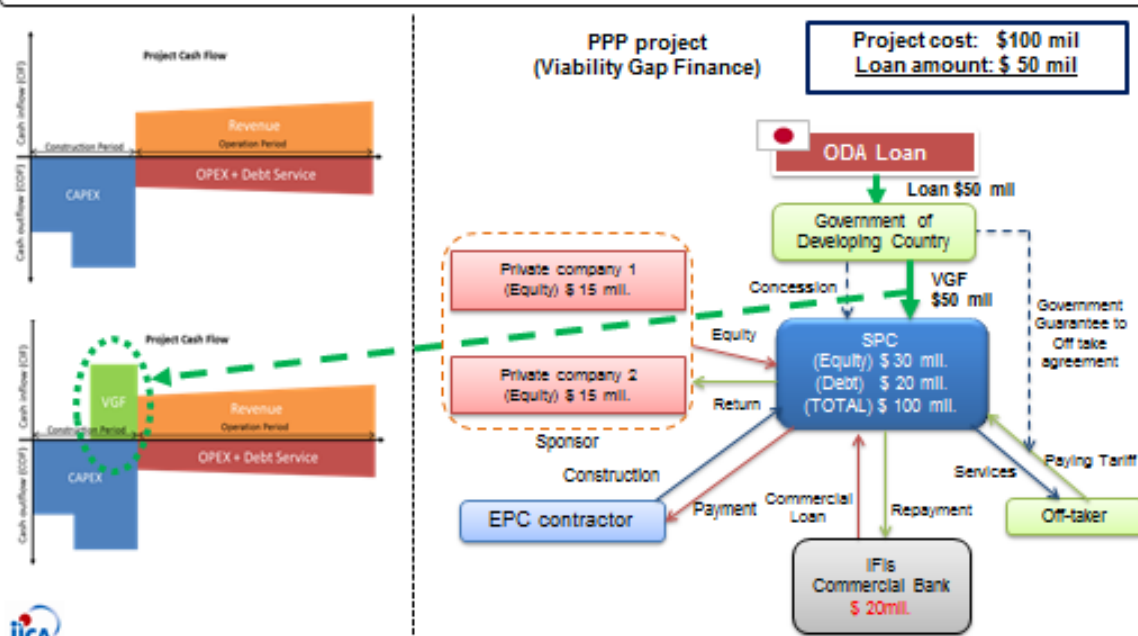 Project Cash Flow
Cash inflow (CIF)
Cash outflow (COF)
Construction Period
Revenue
Operation Period
OPEX + Debt Service
CAPEX
Project Cash Flow
Cash inflow (CIF)
Cash outflow (COF)
VGF
Construction Period
Revenue
Operation Period
OPEX + Debt Service
CAPEX
jica
PPP project
(Viability Gap Finance)
Project cost: $100 mil
Loan amount: $ 50 mil
ODA Loan
Loan $50 mil
Government of
Developing Country
Concession
VGF
$50 mil
Government
Guarantee to
Off take
agreement
Private company 1
(Equity) $ 15 mil.
Private company 2
(Equity) $ 15 mil.
Sponsor
Equity
Return
SPC
(Equity) $ 30 mil.
(Debt) $ 20 mil.
(TOTAL) $ 100 mil.
Construction
Payment
EPC contractor
Commercial
Loan
Repayment
Services
Paying Tariff
Off-taker
IFIs
Commercial Bank
$ 20mil.